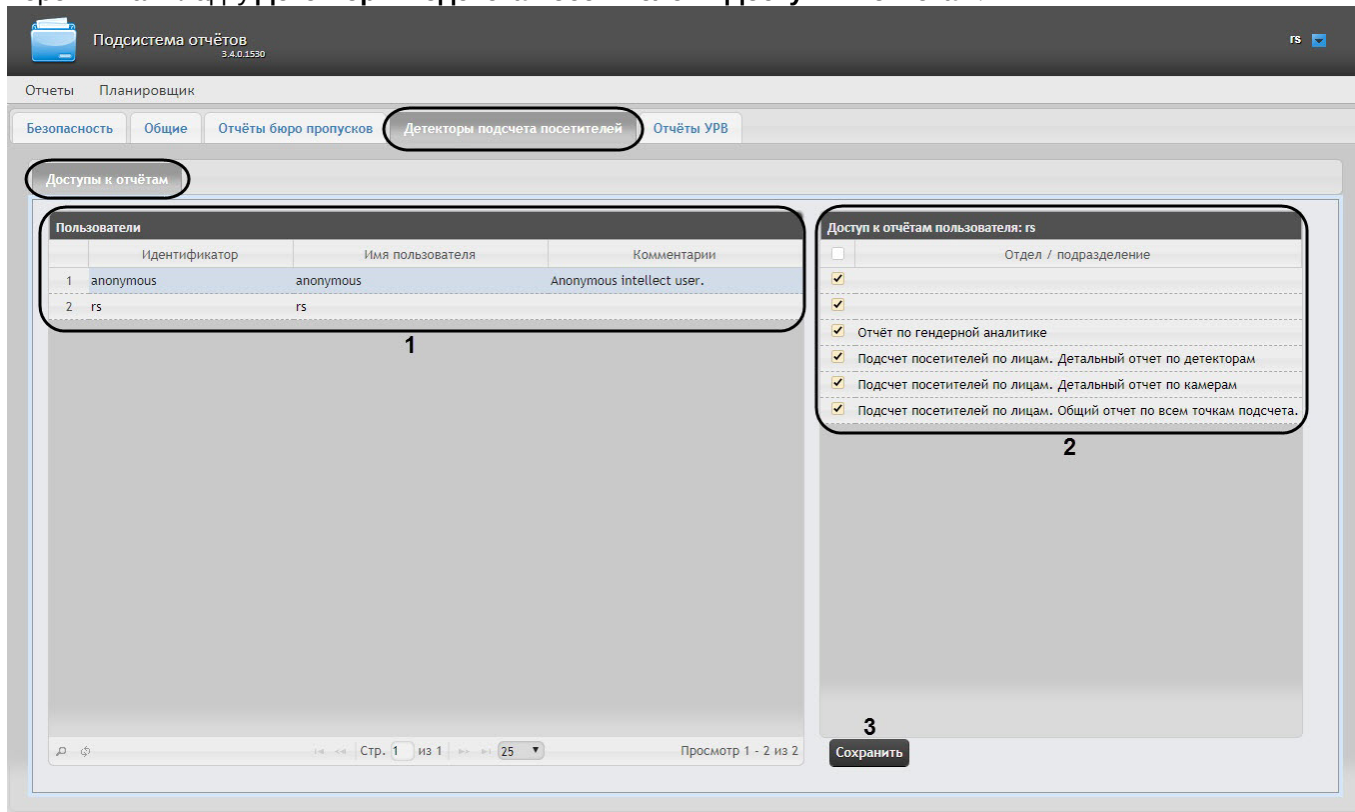 Подсистема отчётов
3.4.0.1530
rs
Отчеты Планировщик
Безопасность Общие Отчёты бюро пропусков Детекторы подсчета посетителей Отчёты УРВ
Доступы к отчётам
Пользователи
Идентификатор Имя пользователя Комментарии
1 anonymous anonymous Anonymous intellect user.
2 rs rs
1
Доступ к отчётам пользователя: rs
Отдел / подразделение
Отчёт по гендерной аналитике
Подсчет посетителей по лицам. Детальный отчет по детекторам
Подсчет посетителей по лицам. Детальный отчет по камерам
Подсчет посетителей по лицам. Общий отчет по всем точкам подсчета.
2
3
Стр. 1 из 1 25 Просмотр 1 - 2 из 2
Сохранить